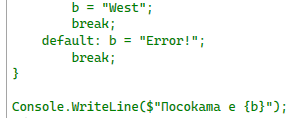 b = "West";
break;
default: b = "Error!";
break;
}
Console.WriteLine($"Посоката е {b}");